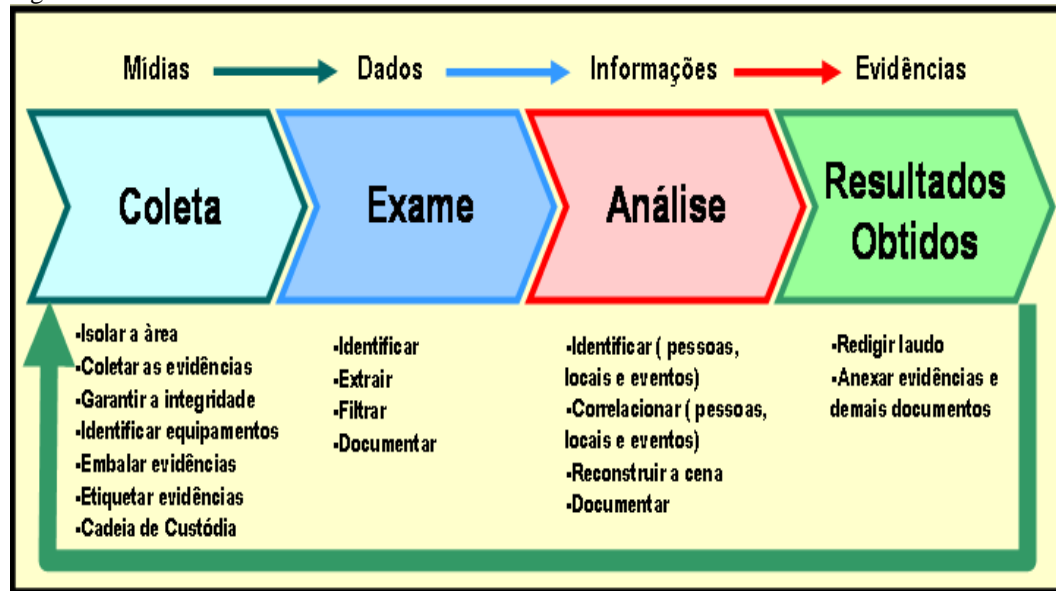 Mídias Dados Informações Evidências
Coleta
Exame
Análise
Resultados
Obtidos
-Isolar a àrea
-Coletar as evidências
-Garantir a integridade
-Identificar equipamentos
-Embalar evidências
-Etiquetar evidências
-Cadeia de Custódia
-Identificar
-Extrair
-Filtrar
-Documentar
-Identificar ( pessoas,
locais e eventos)
-Correlacionar ( pessoas,
locais e eventos)
-Reconstruir a cena
-Documentar
-Redigir laudo
-Anexar evidências e
demais documentos